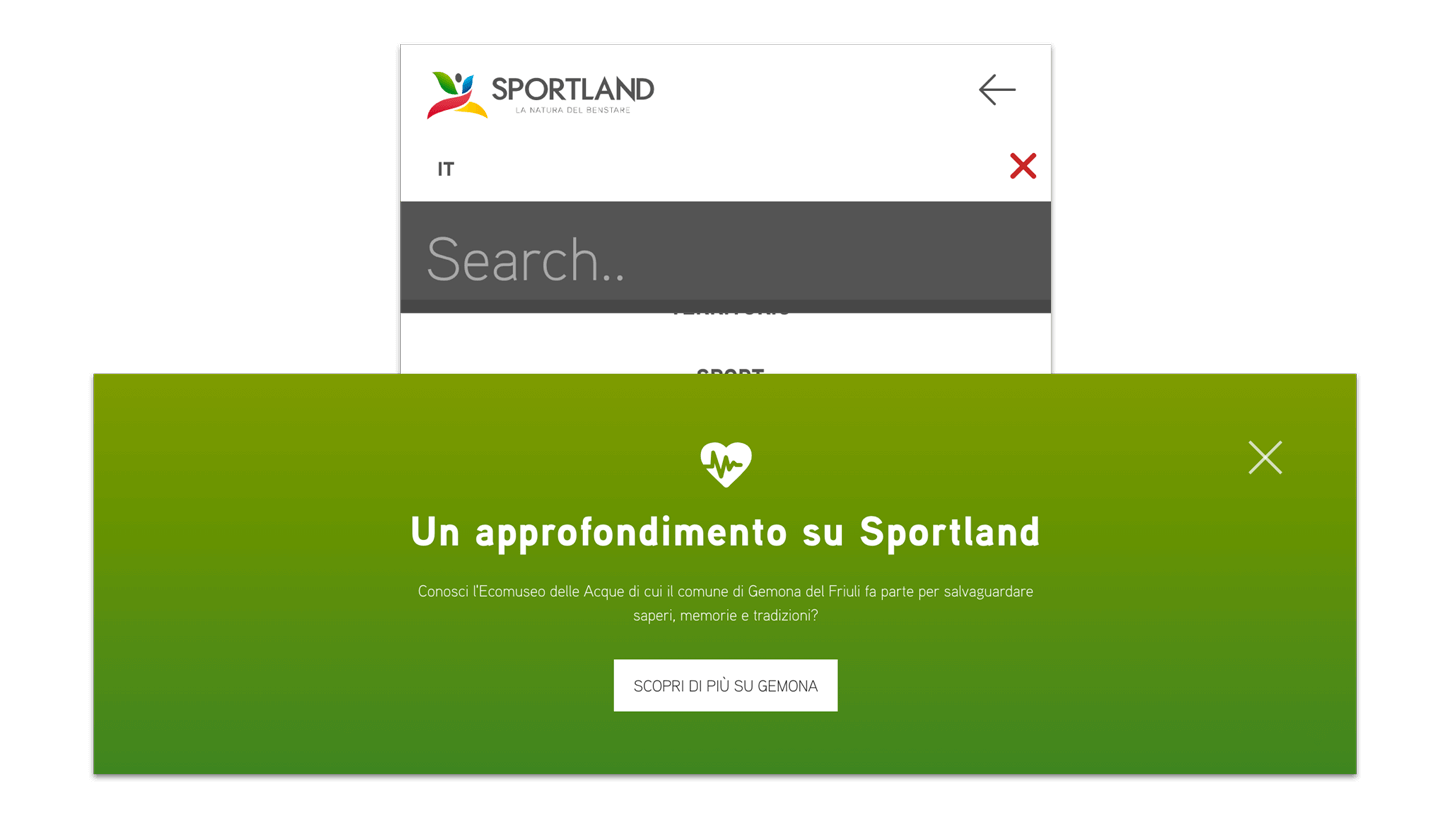 SPORTLAND
LA NATURA DEL BENSTARE
IT
Search..
TERRITORIO
SPORT
Un approfondimento su Sportland
Conosci l'Ecomuseo delle Acque di cui il comune di Gemona del Friuli fa parte per salvaguardare
saperi, memorie e tradizioni?
SCOPRI DI PIÙ SU GEMONA